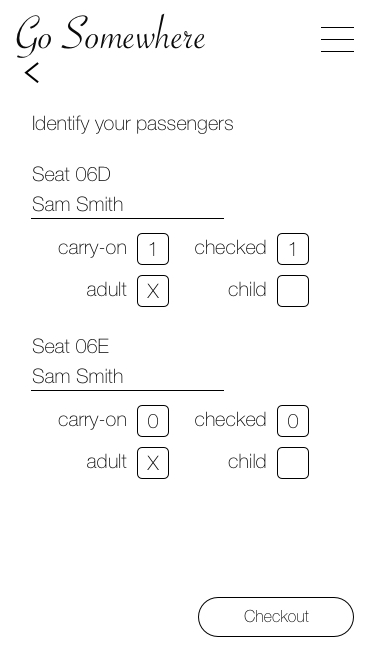 Go Somewhere
Identify your passengers
Seat 06D
Sam Smith
carry-on 1 checked 1
adult X child
Seat 06E
Sam Smith
carry-on 0 checked 0
adult X child
Checkout